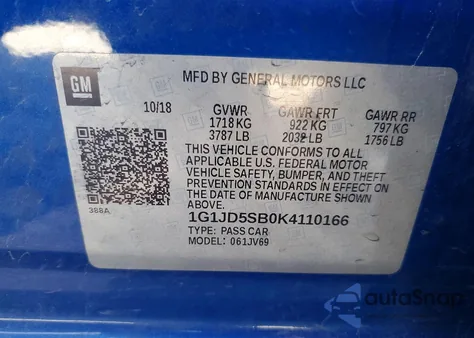 GM
MFD BY GENERAL MOTORS LLC
10/18 GVWR GAWR FRT GAWR RR
1718 KG 922 KG 797 KG
3787 LB 2032 LB 1756 LB
THIS VEHICLE CONFORMS TO ALL
APPLICABLE U.S. FEDERAL MOTOR
VEHICLE SAFETY, BUMPER, AND THEFT
PREVENTION STANDARDS IN EFFECT ON
THE DATE OF MANUFACTURE SHOWN
ABOVE.
388A
1G1JD5SB0K4110166
TYPE: PASS CAR
MODEL: 061JV69
autoSnap